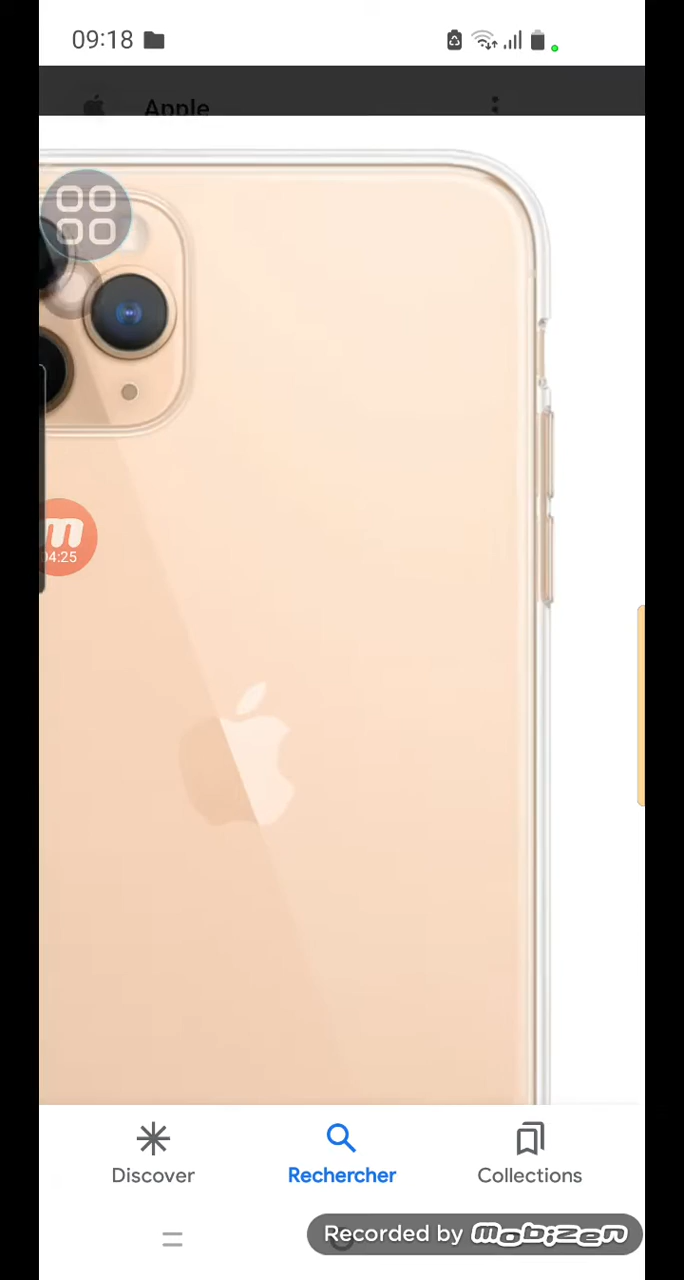 09:18
Apple
m
04:25
Discover
Rechercher
Collections
Recorded by mobizen